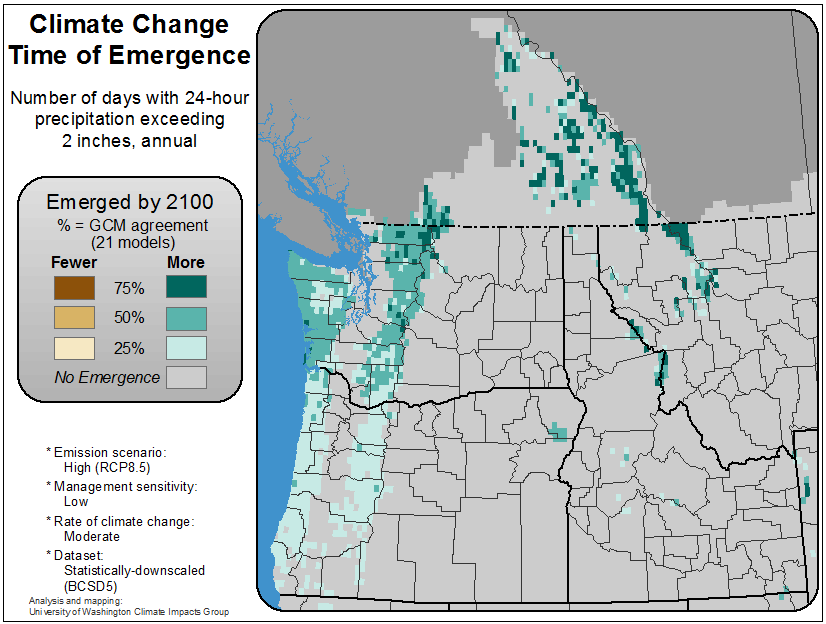 Climate Change
Time of Emergence
Number of days with 24-hour
precipitation exceeding
2 inches, annual
Emerged by 2100
% = GCM agreement
(21 models)
Fewer More
75%
50%
25%
No Emergence
* Emission scenario:
High (RCP8.5)
* Management sensitivity:
Low
* Rate of climate change:
Moderate
* Dataset:
Statistically-downscaled
(BCSD5)
Analysis and mapping:
University of Washington Climate Impacts Group